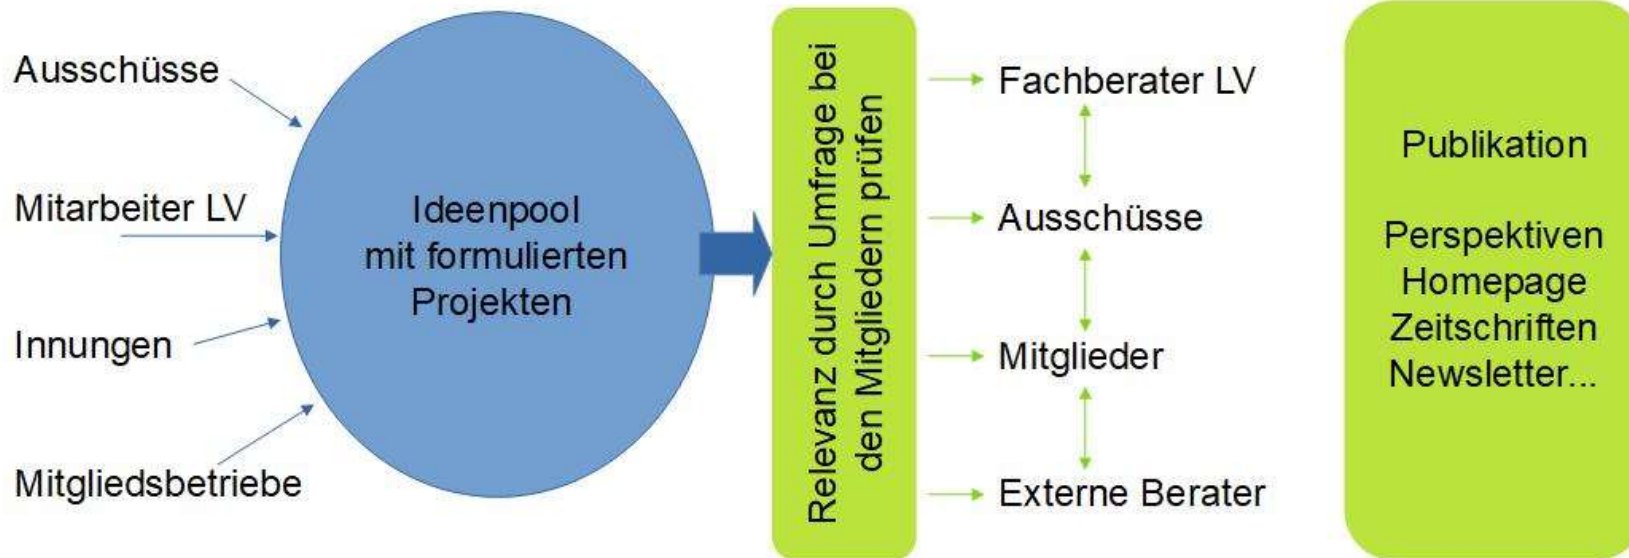 Ausschüsse
Mitarbeiter LV
Innungen
Mitgliedsbetriebe
Ideenpool
mit formulierten
Projekten
Relevanz durch Umfrage bei
den Mitgliedern prüfen
Fachberater LV
Ausschüsse
Mitglieder
Externe Berater
Publikation
Perspektiven
Homepage
Zeitschriften
Newsletter...